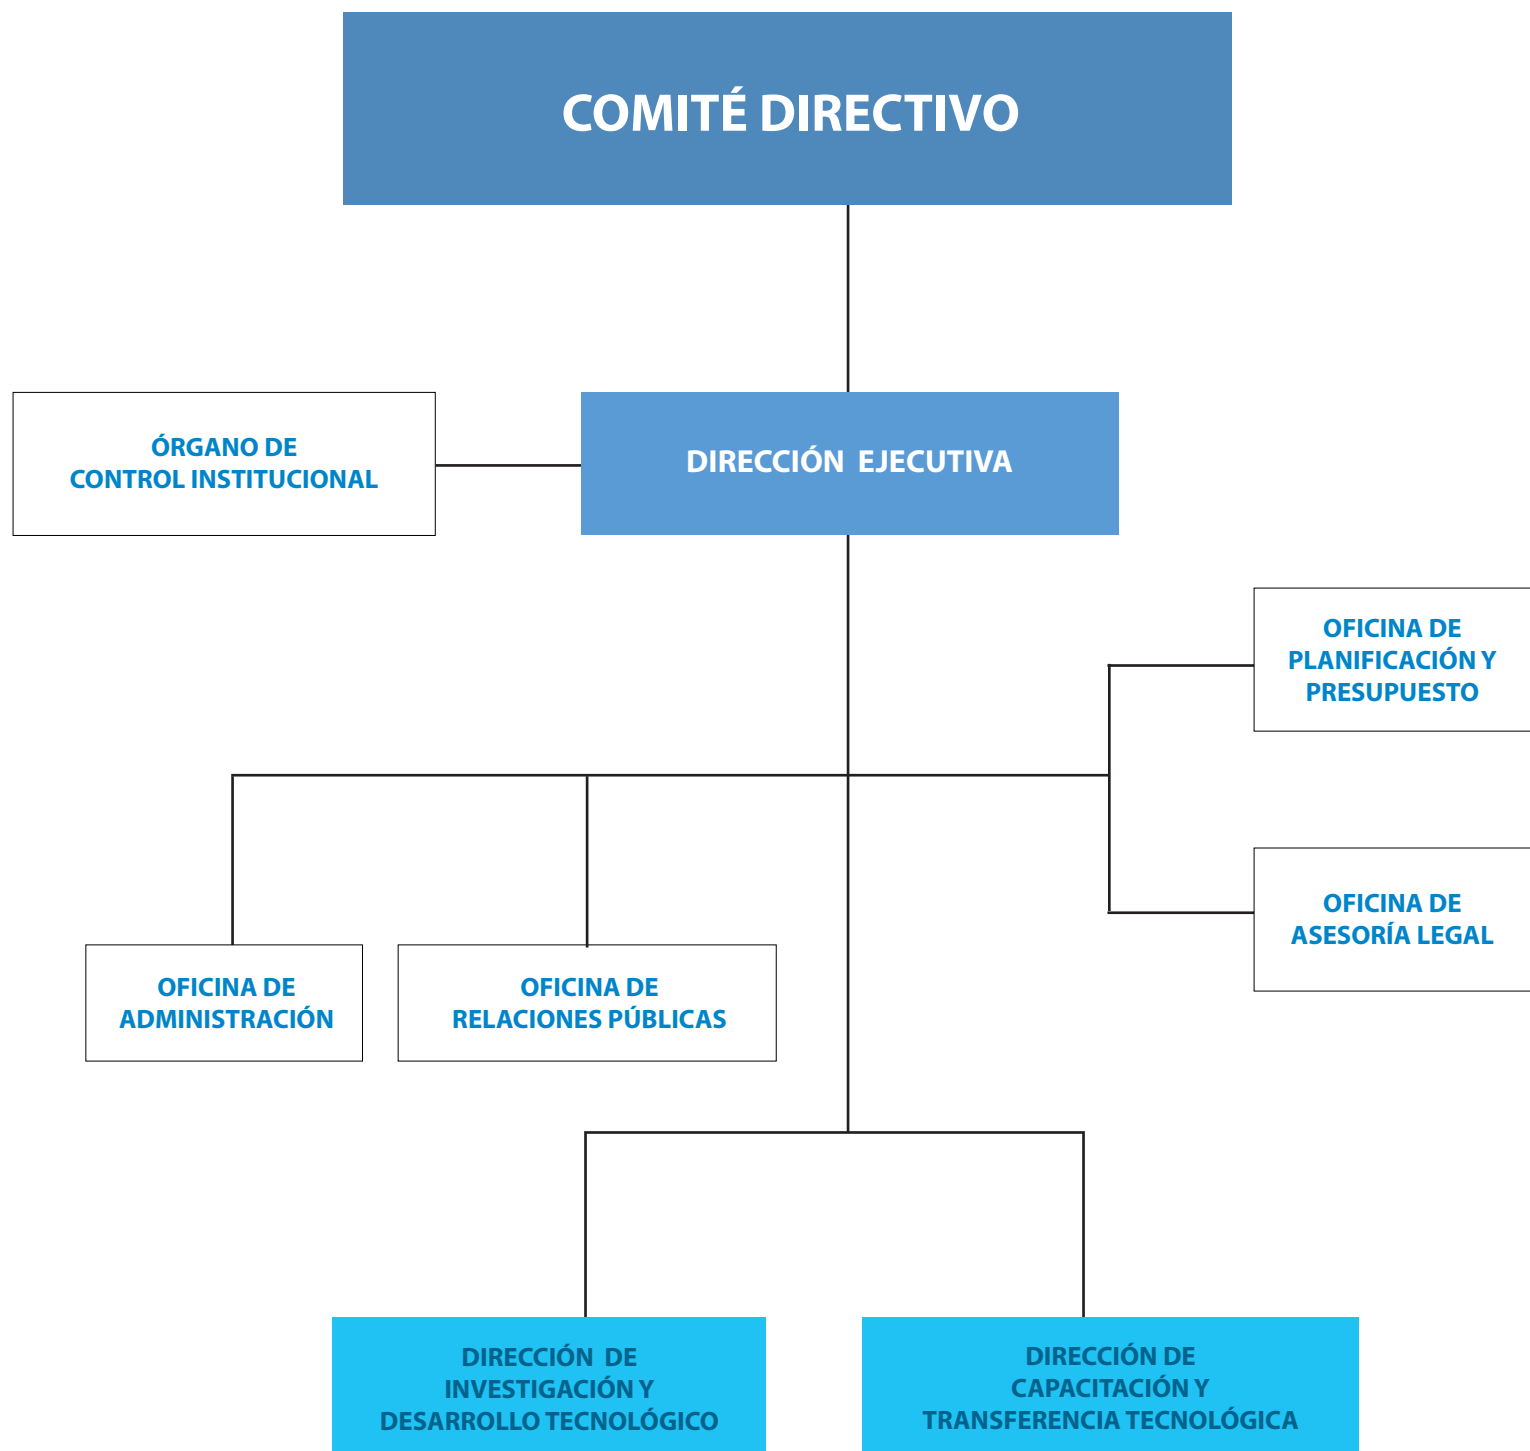 COMITÉ DIRECTIVO
ÓRGANO DE
CONTROL INSTITUCIONAL
DIRECCIÓN EJECUTIVA
OFICINA DE
PLANIFICACIÓN Y
PRESUPUESTO
OFICINA DE
ASESORÍA LEGAL
OFICINA DE
ADMINISTRACIÓN
OFICINA DE
RELACIONES PÚBLICAS
DIRECCIÓN DE
INVESTIGACIÓN Y
DESARROLLO TECNOLÓGICO
DIRECCIÓN DE
CAPACITACIÓN Y
TRANSFERENCIA TECNOLÓGICA